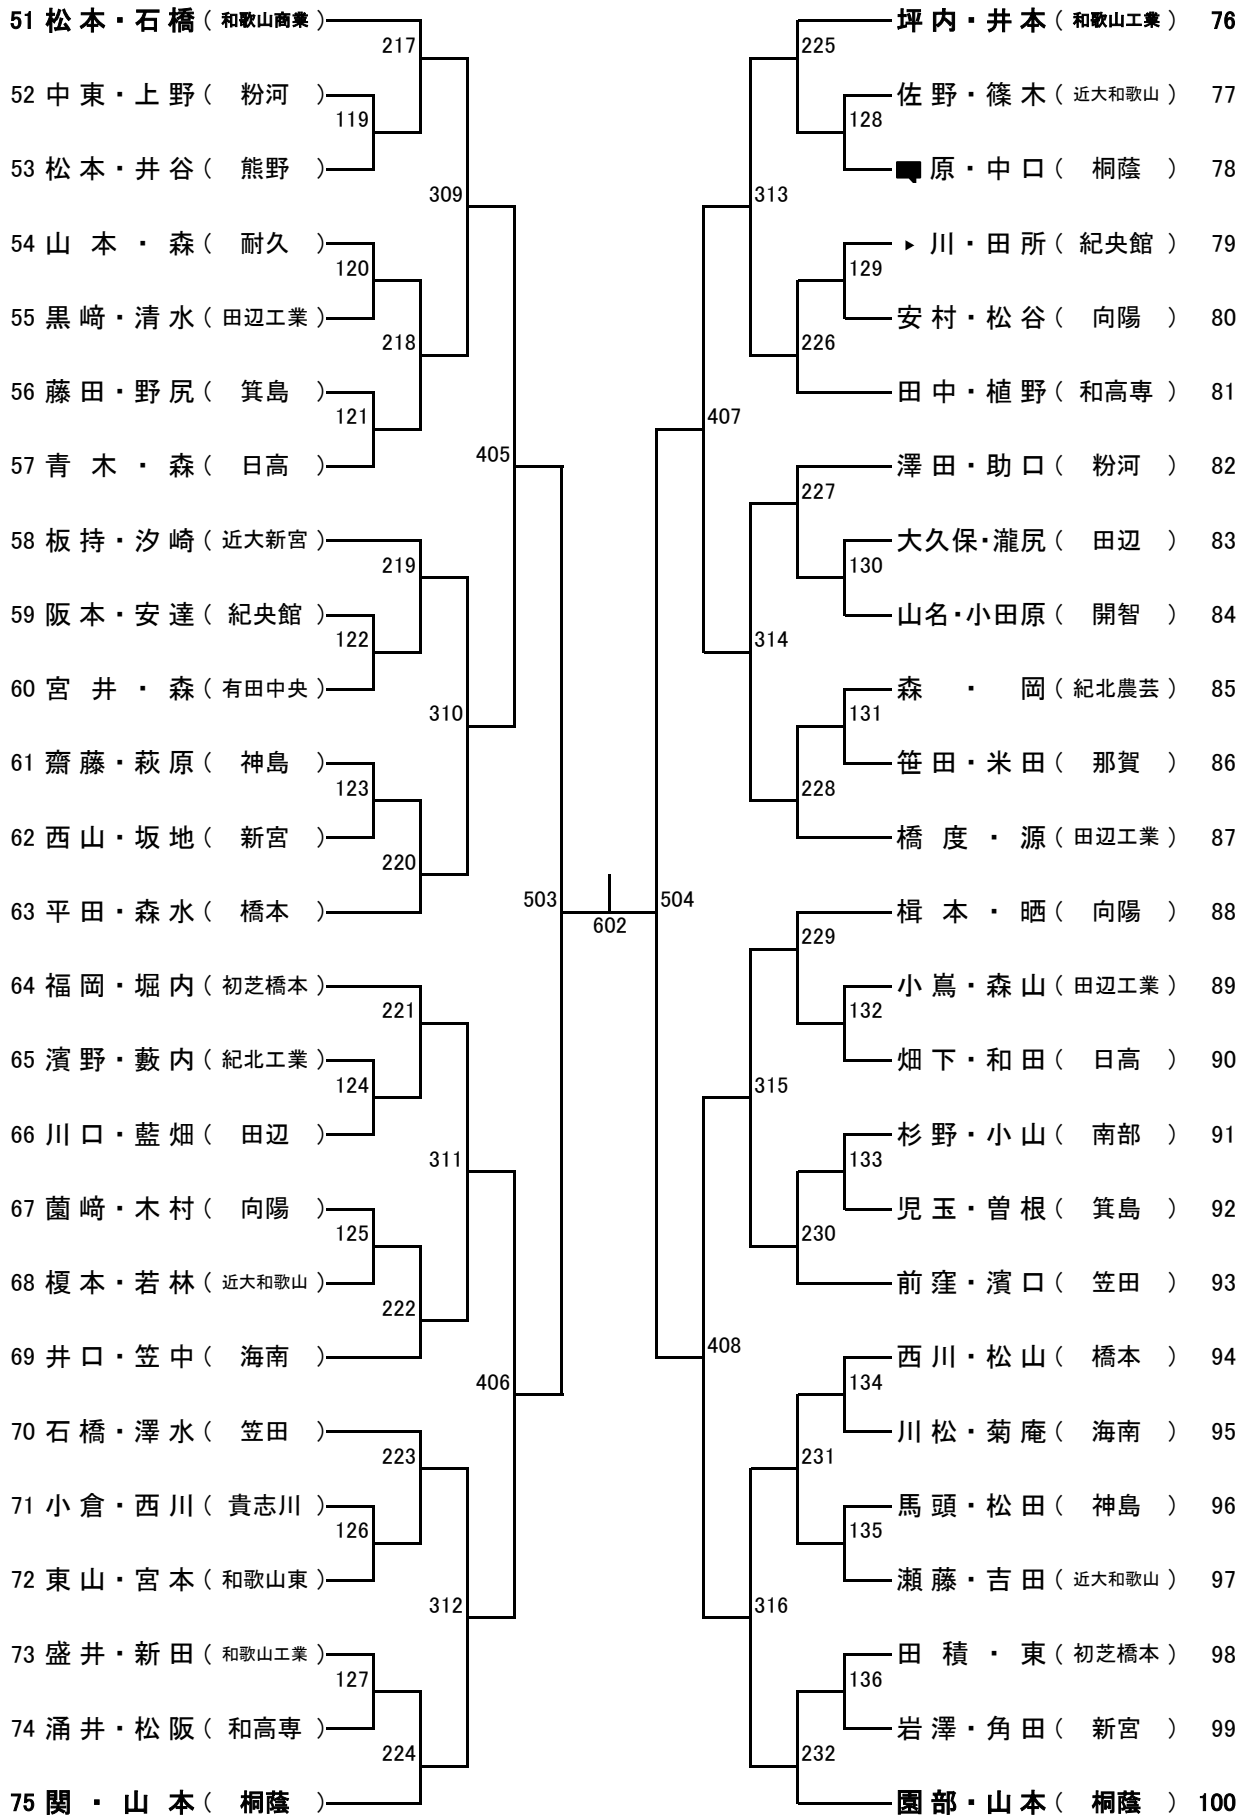 51 松本・石橋（和歌山商業）
52 中東・上野（粉河）
53 松本・井谷（熊野）
54 山本・森（耐久）
55 黒﨑・清水（田辺工業）
56 藤田・野尻（箕島）
57 青木・森（日高）
58 板持・汐崎（近大新宮）
59 阪本・安達（紀央館）
60 宮井・森（有田中央）
61 齋藤・萩原（神島）
62 西山・坂地（新宮）
63 平田・森水（橋本）
64 福岡・堀内（初芝橋本）
65 濱野・藪内（紀北工業）
66 川口・藍畑（田辺）
67 薗﨑・木村（向陽）
68 榎本・若林（近大和歌山）
69 井口・笠中（海南）
70 石橋・澤水（笠田）
71 小倉・西川（貴志川）
72 東山・宮本（和歌山東）
73 盛井・新田（和歌山工業）
74 涌井・松阪（和高専）
75 関・山本（桐蔭）
119
120
121
122
123
124
125
126
127
217
218
219
220
221
222
223
224
309
310
311
312
405
406
503
602
504
407
408
313
314
315
316
225
226
227
228
229
230
231
232
128
129
130
131
132
133
134
135
136
坪内・井本（和歌山工業） 76
佐野・篠木（近大和歌山） 77
原・中口（桐蔭） 78
川・田所（紀央館） 79
安村・松谷（向陽） 80
田中・植野（和高専） 81
澤田・助口（粉河） 82
大久保・瀧尻（田辺） 83
山名・小田原（開智） 84
森・岡（紀北農芸） 85
笹田・米田（那賀） 86
橋度・源（田辺工業） 87
楫本・晒（向陽） 88
小嶌・森山（田辺工業） 89
畑下・和田（日高） 90
杉野・小山（南部） 91
児玉・曽根（箕島） 92
前窪・濱口（笠田） 93
西川・松山（橋本） 94
川松・菊庵（海南） 95
馬頭・松田（神島） 96
瀬藤・吉田（近大和歌山） 97
田積・東（初芝橋本） 98
岩澤・角田（新宮） 99
園部・山本（桐蔭） 100